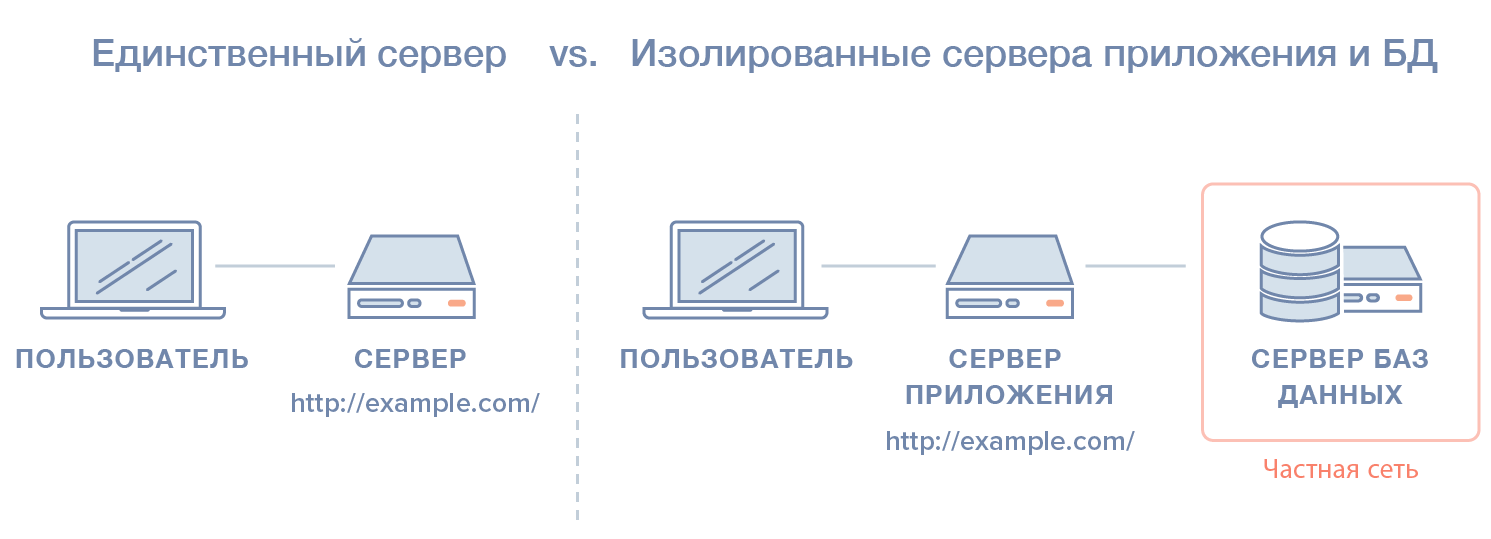 Единственный сервер vs. Изолированные сервера приложения и БД
ПОЛЬЗОВАТЕЛЬ
СЕРВЕР
http://example.com/
ПОЛЬЗОВАТЕЛЬ
СЕРВЕР
ПРИЛОЖЕНИЯ
http://example.com/
СЕРВЕР БАЗ
ДАННЫХ
Частная сеть